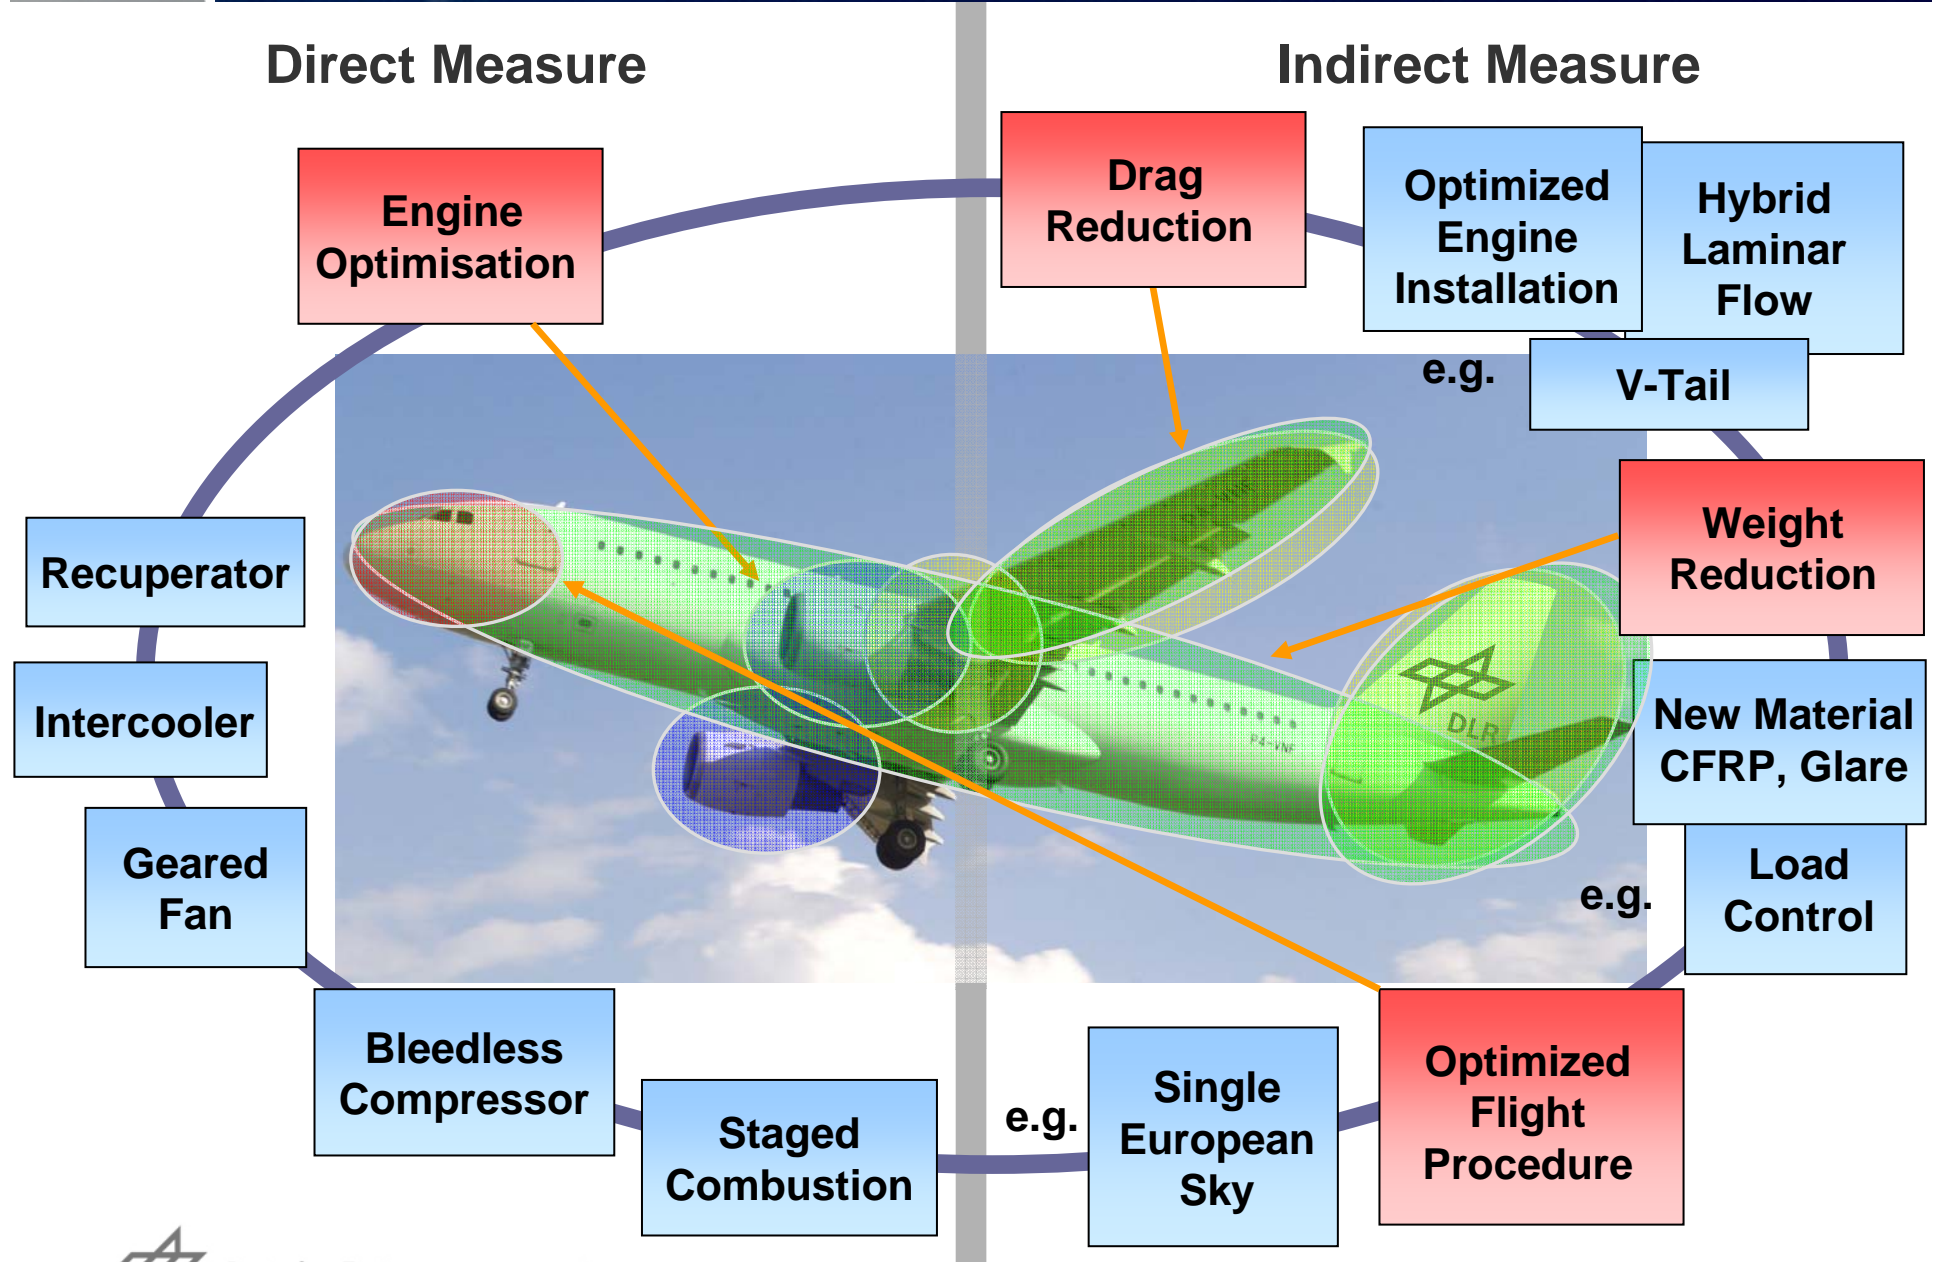 Direct Measure
Indirect Measure
Engine
Optimisation
Drag
Reduction
Optimized
Engine
Installation
Hybrid
Laminar
Flow
e.g.
V-Tail
Weight
Reduction
Recuperator
Intercooler
Geared
Fan
New Material
CFRP, Glare
DLR
P4-VNF
Load
Control
e.g.
Bleedless
Compressor
Staged
Combustion
e.g.
Single
European
Sky
Optimized
Flight
Procedure